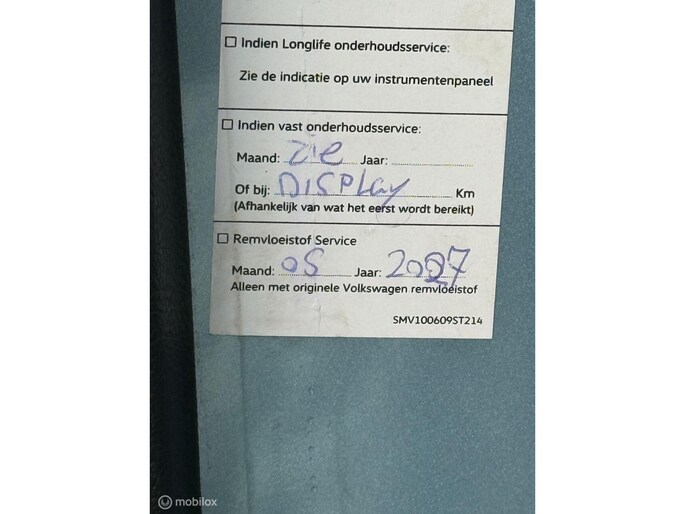 ☐ Indien Longlife onderhoudsservice:
Zie de indicatie op uw instrumentenpaneel
☐ Indien vast onderhoudsservice:
Maand: zie Jaar:
Of bij: DISPLAY Km
(Afhankelijk van wat het eerst wordt bereikt)
☐ Remvloeistof Service
Maand: 05 Jaar: 2027
Alleen met originele Volkswagen remvloeistof
SMV100609ST214
mobilox